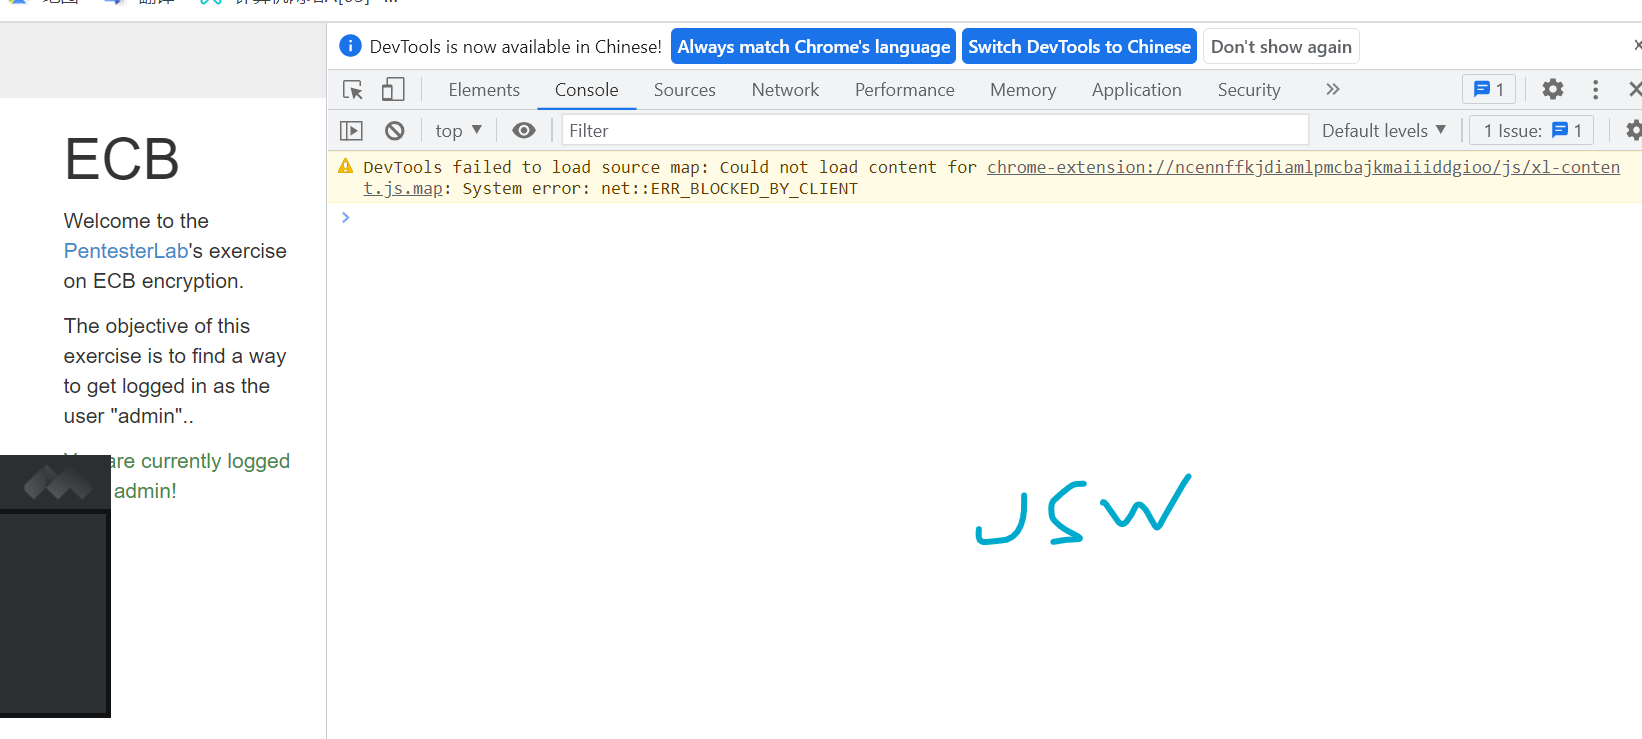 DevTools is now available in Chinese! Always match Chrome's language Switch DevTools to Chinese Don't show again
Elements Console Sources Network Performance Memory Application Security 1
top Filter Default levels 1 Issue: 1
DevTools failed to load source map: Could not load content for chrome-extension://ncennffkjdiamlpmcbajkmaiiiddgioo/js/xl-conten
t.js.map: System error: net::ERR_BLOCKED_BY_CLIENT
ECB
Welcome to the
PentesterLab's exercise
on ECB encryption.
The objective of this
exercise is to find a way
to get logged in as the
user "admin"..
are currently logged
admin!
JSW